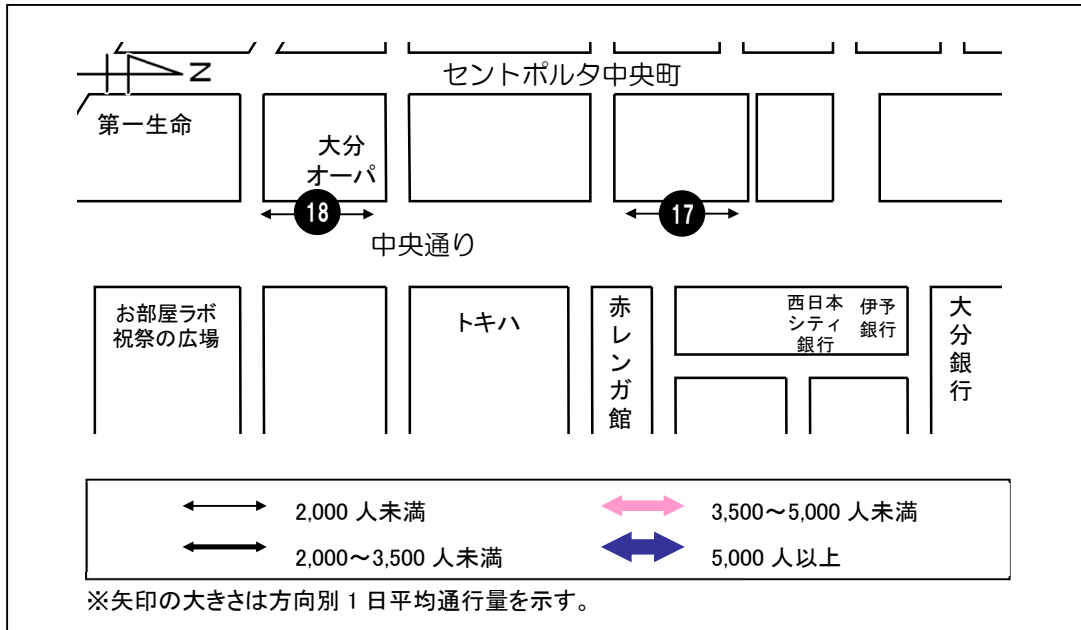 N
セントポルタ中央町
第一生命
大分
オーパ
18
17
中央通り
お部屋ラボ
祝祭の広場
トキハ
赤レンガ館
西日本
シティ
銀行
伊予
銀行
大分銀行
2,000 人未満
3,500～5,000 人未満
2,000～3,500 人未満
5,000 人以上
※矢印の大きさは方向別 1 日平均通行量を示す。